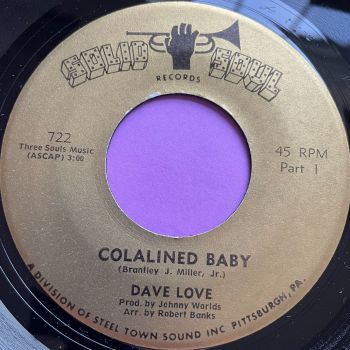 SOLID SOUL
RECORDS
722
Three Souls Music
(ASCAP) 3:00
45 RPM
Part 1
COLALINED BABY
(Brantley J. Miller, Jr.)
DAVE LOVE
Prod. by Johnny Worlds
Arr. by Robert Banks
A DIVISION OF STEEL TOWN SOUND INC PITTSBURGH, PA.